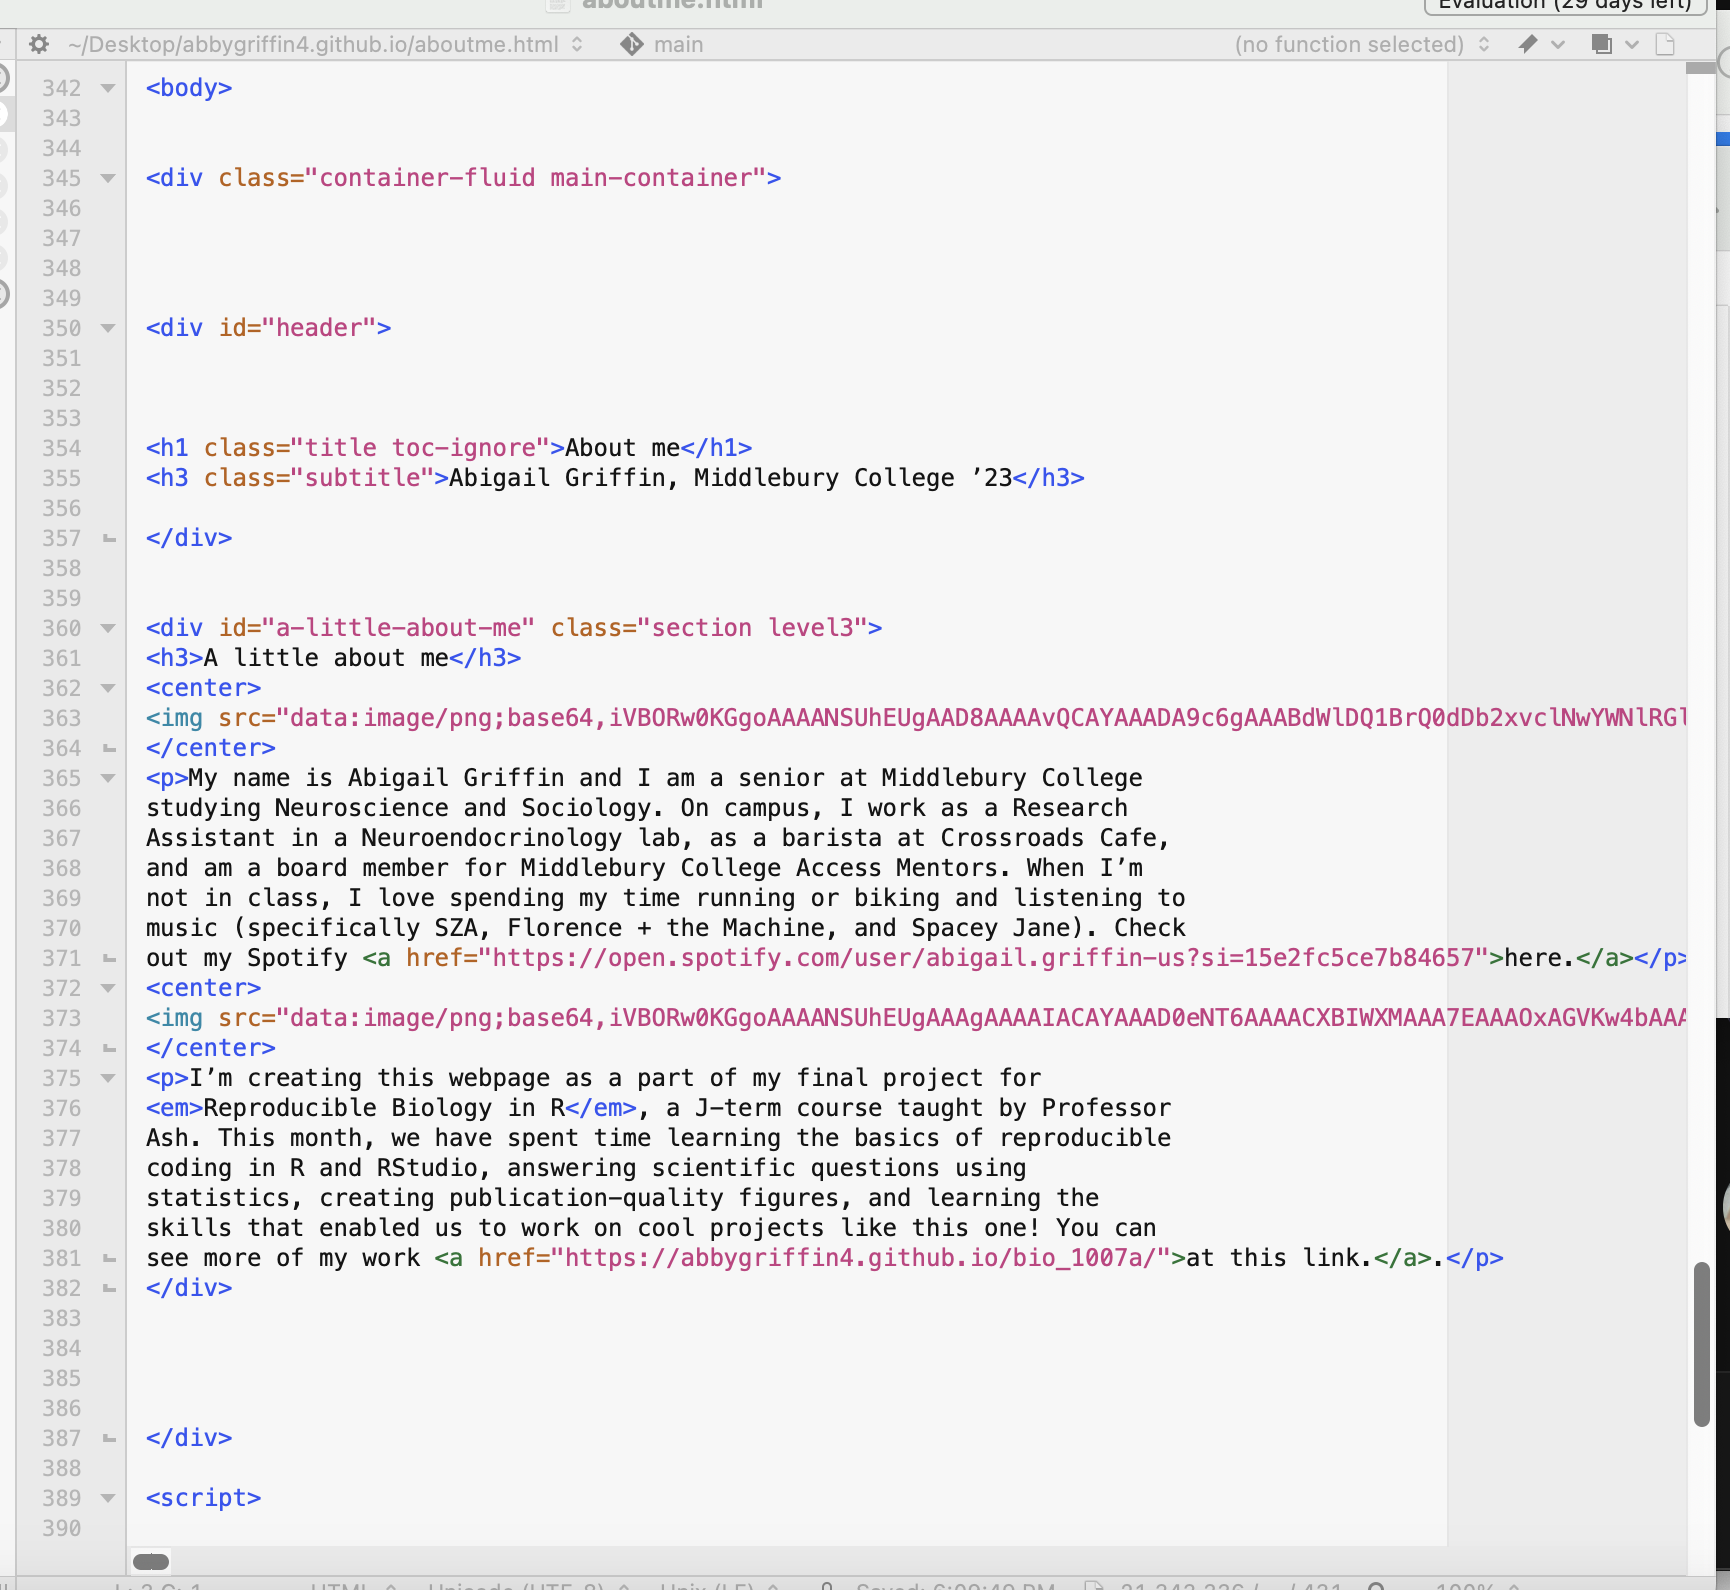 aboutme.html
Evaluation (29 days left)
~/Desktop/abbygriffin4.github.io/aboutme.html main (no function selected)
342 <body>
343
344
345 <div class="container-fluid main-container">
346
347
348
349
350 <div id="header">
351
352
353
354 <h1 class="title toc-ignore">About me</h1>
355 <h3 class="subtitle">Abigail Griffin, Middlebury College ’23</h3>
356
357 </div>
358
359
360 <div id="a-little-about-me" class="section level3">
361 <h3>A little about me</h3>
362 <center>
363 <img src="data:image/png;base64,iVBORw0KGgoAAAANSUhEUgAAD8AAAAvQCAYAAADA9c6gAAABdWlDQ1BrQ0dDb2xvclNwYWNlRGl
364 </center>
365 <p>My name is Abigail Griffin and I am a senior at Middlebury College
366 studying Neuroscience and Sociology. On campus, I work as a Research
367 Assistant in a Neuroendocrinology lab, as a barista at Crossroads Cafe,
368 and am a board member for Middlebury College Access Mentors. When I’m
369 not in class, I love spending my time running or biking and listening to
370 music (specifically SZA, Florence + the Machine, and Spacey Jane). Check
371 out my Spotify <a href="https://open.spotify.com/user/abigail.griffin-us?si=15e2fc5ce7b84657">here.</a></p>
372 <center>
373 <img src="data:image/png;base64,iVBORw0KGgoAAAANSUhEUgAAAgAAAAIACAYAAAD0eNT6AAAACXBIWXMAAA7EAAAOxAGVKw4bAAA
374 </center>
375 <p>I’m creating this webpage as a part of my final project for
376 <em>Reproducible Biology in R</em>, a J-term course taught by Professor
377 Ash. This month, we have spent time learning the basics of reproducible
378 coding in R and RStudio, answering scientific questions using
379 statistics, creating publication-quality figures, and learning the
380 skills that enabled us to work on cool projects like this one! You can
381 see more of my work <a href="https://abbygriffin4.github.io/bio_1007a/">at this link.</a>.</p>
382 </div>
383
384
385
386
387 </div>
388
389 <script>
390